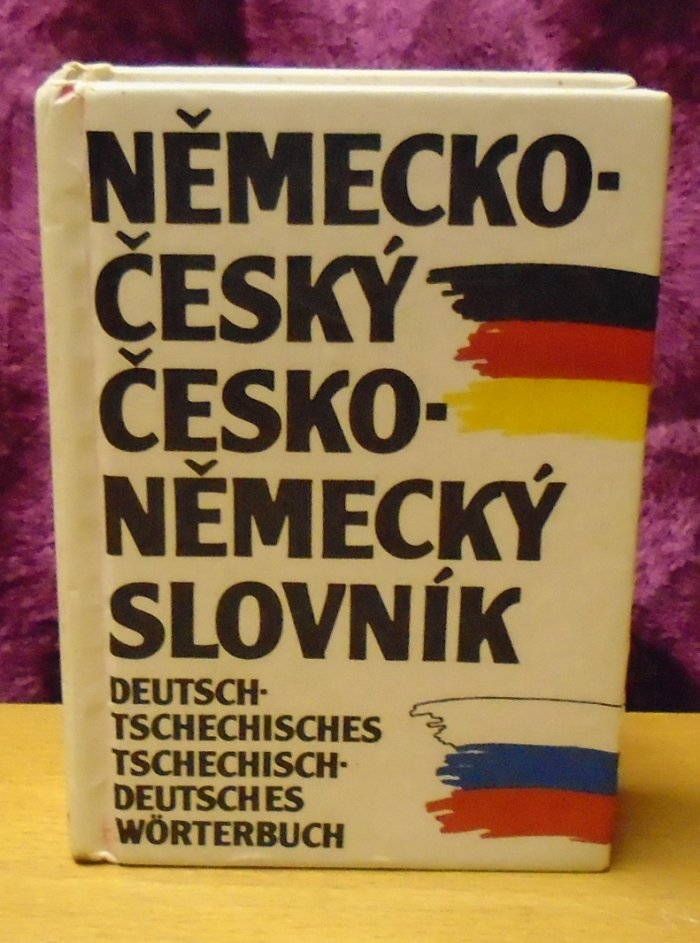 NĚMECKO-
ČESKÝ
ČESKO-
NĚMECKÝ
SLOVNÍK
DEUTSCH-
TSCHECHISCHES
TSCHECHISCH-
DEUTSCHES
WÖRTERBUCH